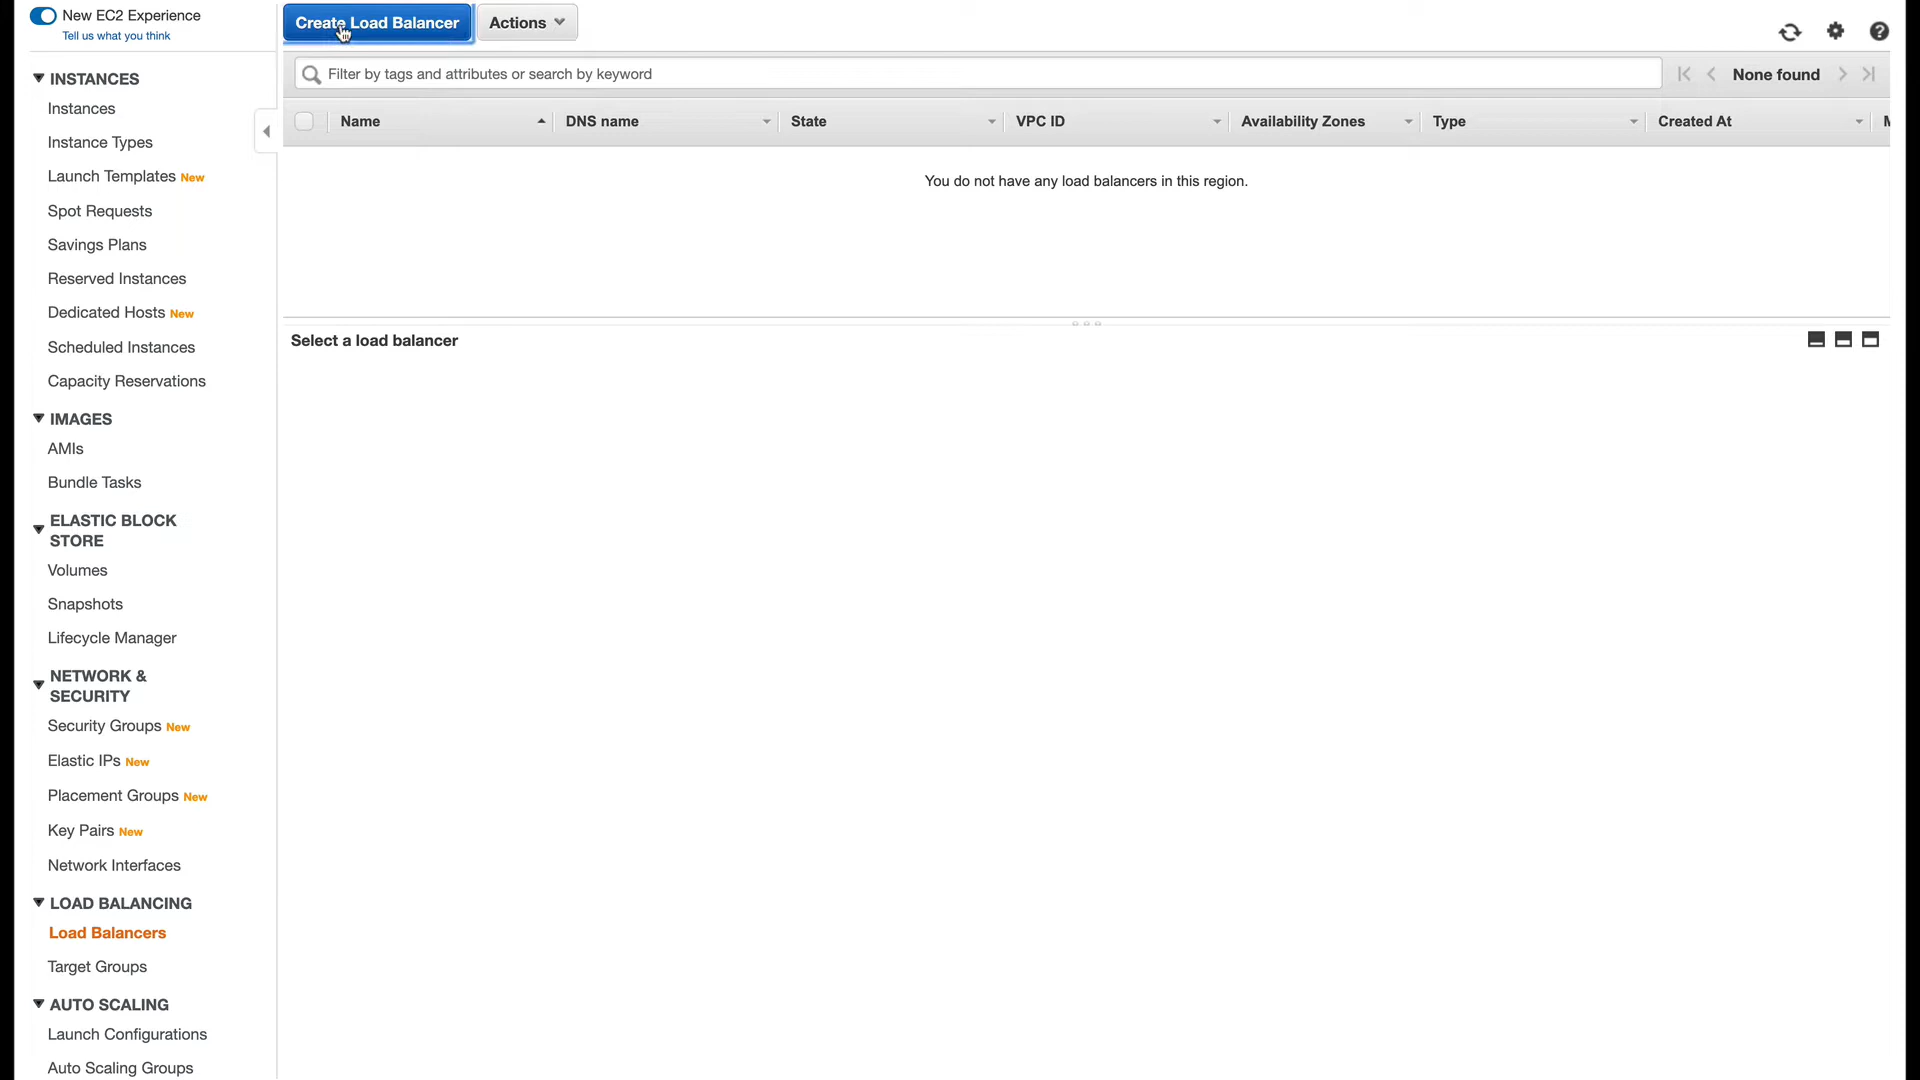 New EC2 Experience
Tell us what you think
Create Load Balancer
Actions
Filter by tags and attributes or search by keyword
None found
Name
DNS name
State
VPC ID
Availability Zones
Type
Created At
You do not have any load balancers in this region.
Select a load balancer
INSTANCES
Instances
Instance Types
Launch Templates New
Spot Requests
Savings Plans
Reserved Instances
Dedicated Hosts New
Scheduled Instances
Capacity Reservations
IMAGES
AMIs
Bundle Tasks
ELASTIC BLOCK
STORE
Volumes
Snapshots
Lifecycle Manager
NETWORK &
SECURITY
Security Groups New
Elastic IPs New
Placement Groups New
Key Pairs New
Network Interfaces
LOAD BALANCING
Load Balancers
Target Groups
AUTO SCALING
Launch Configurations
Auto Scaling Groups